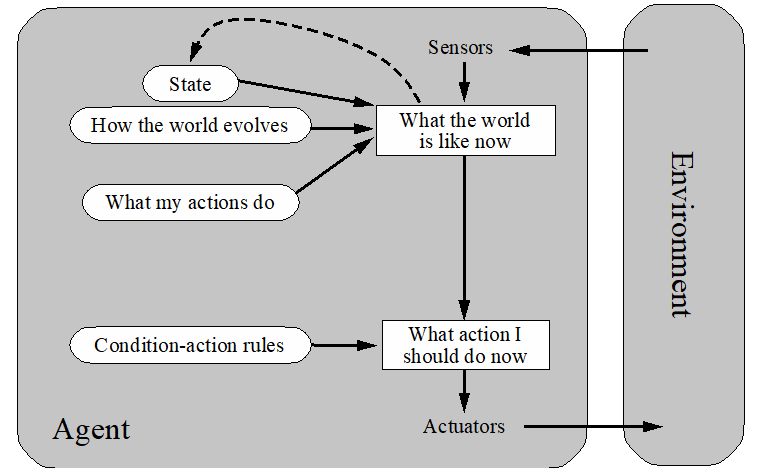 Sensors
State
How the world evolves
What the world
is like now
What my actions do
Environment
Condition-action rules
What action I
should do now
Agent
Actuators